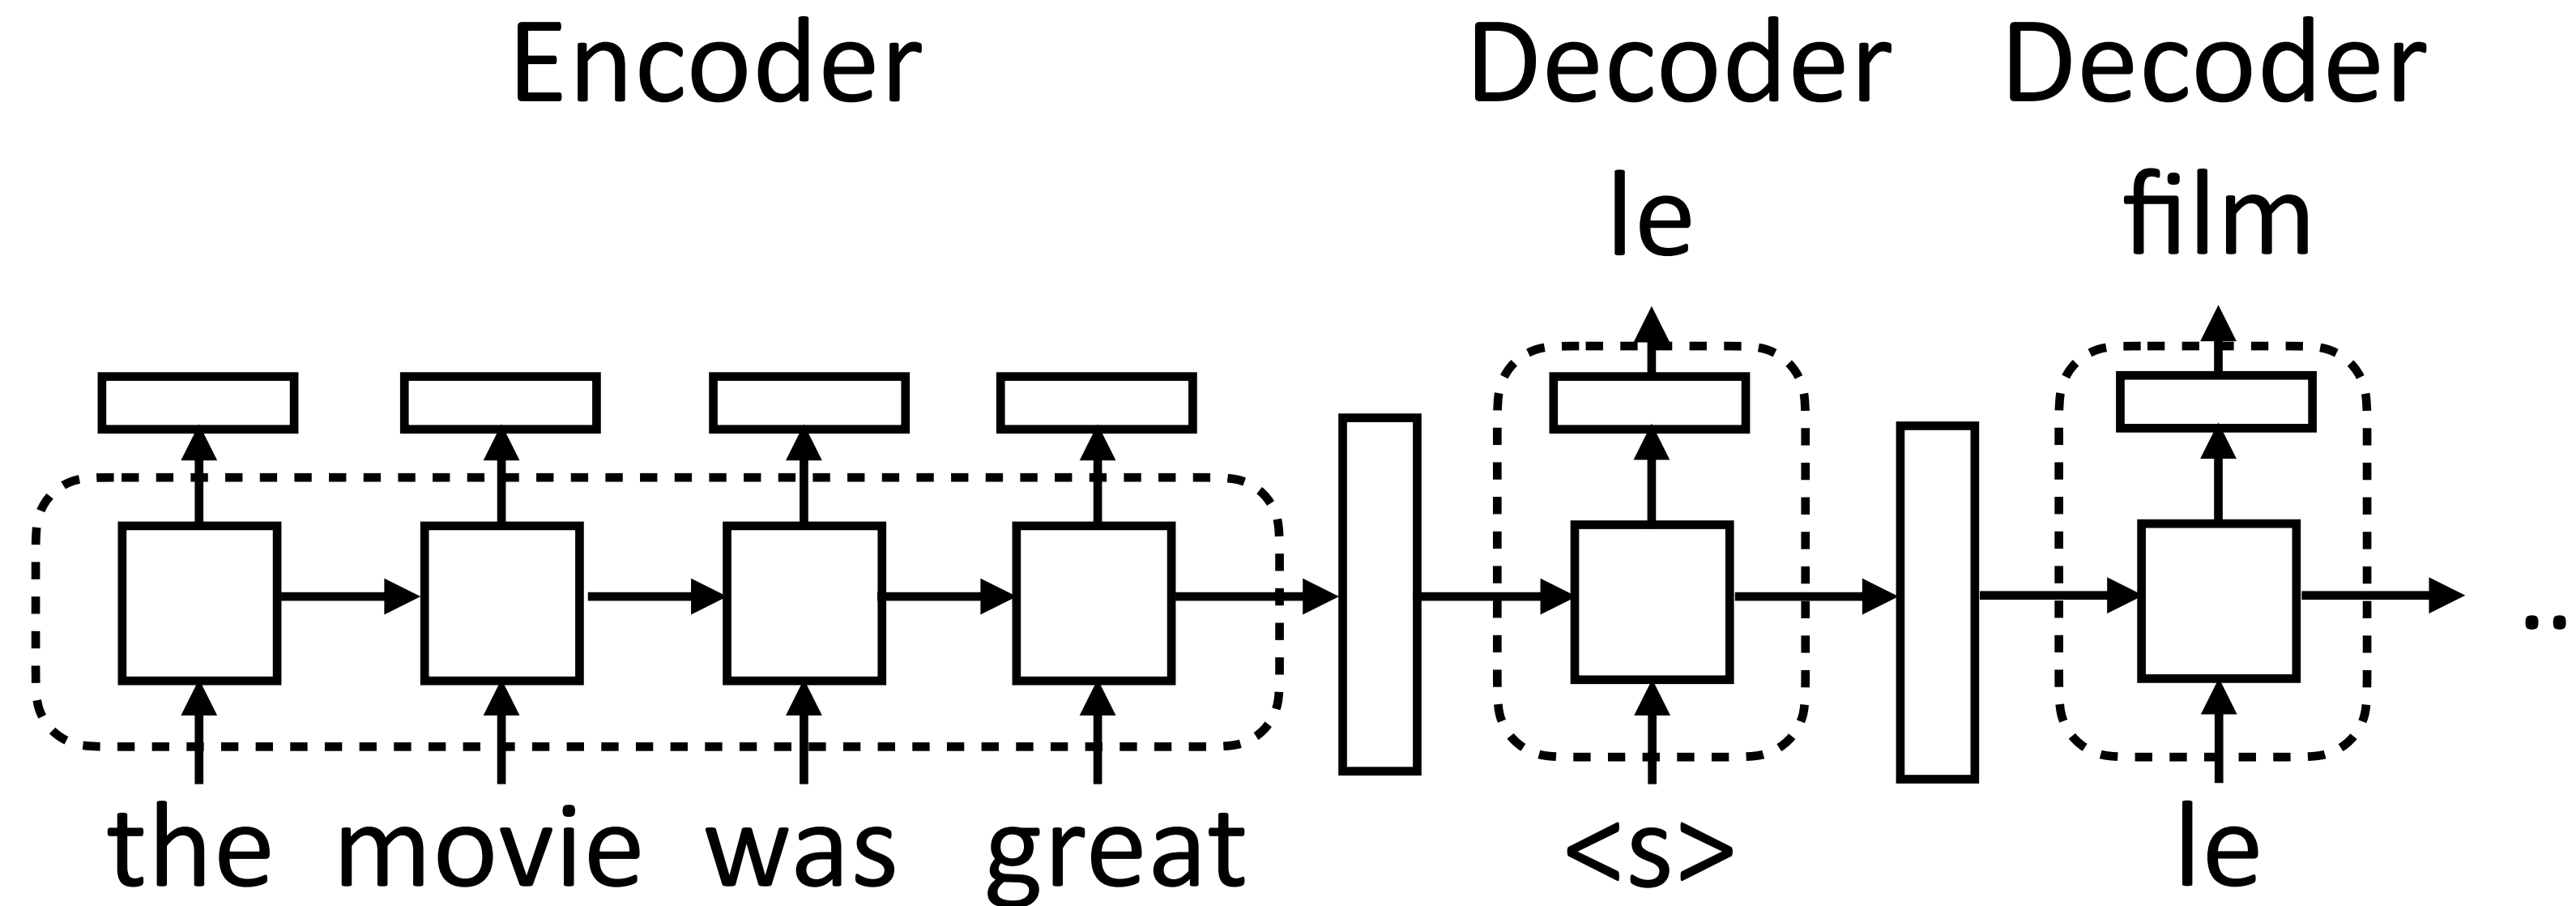 Encoder Decoder Decoder
le film
the movie was great <s> le
..